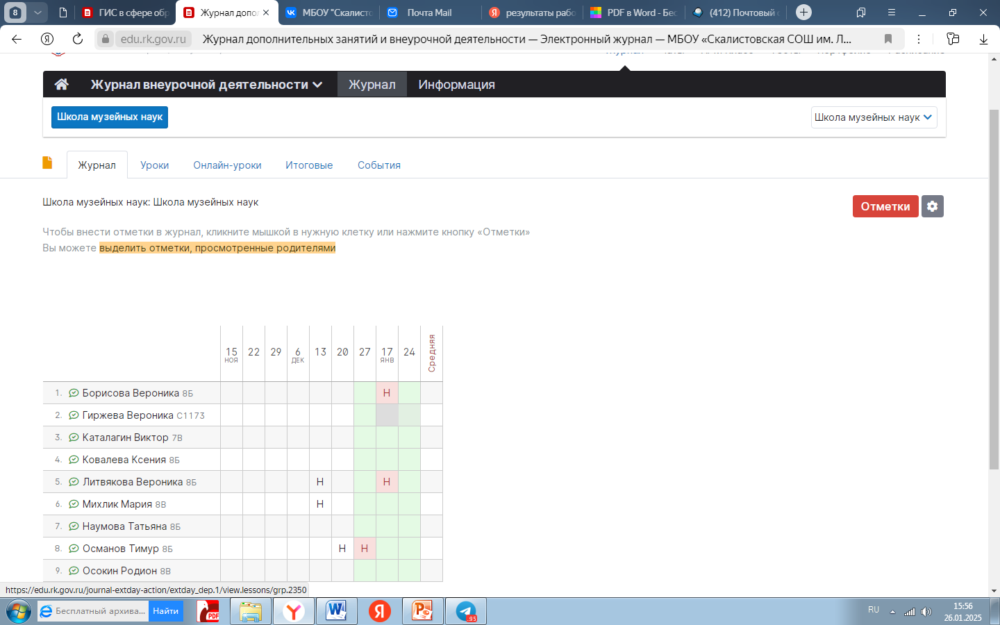 8
ГИС в сфере обр
Журнал допол
МБОУ "Скалисто
Почта Mail
результаты рабо
PDF в Word - Бес
(412) Почтовый
edu.rk.gov.ru
Журнал дополнительных занятий и внеурочной деятельности — Электронный журнал — МБОУ «Скалистовская СОШ им. Л...
Журнал внеурочной деятельности
Журнал
Информация
Школа музейных наук
Школа музейных наук
Журнал
Уроки
Онлайн-уроки
Итоговые
События
Школа музейных наук: Школа музейных наук
Отметки
Чтобы внести отметки в журнал, кликните мышкой в нужную клетку или нажмите кнопку «Отметки»
Вы можете выделить отметки, просмотренные родителями
15 22 29 6 13 20 27 17 24 Средняя
НОЯ ДЕК ЯНВ
1. Борисова Вероника 8Б Н
2. Гиржева Вероника С1173
3. Каталагин Виктор 7В
4. Ковалева Ксения 8Б
5. Литвякова Вероника 8Б Н Н
6. Михлик Мария 8В Н
7. Наумова Татьяна 8Б
8. Османов Тимур 8Б Н Н
9. Осокин Родион 8В
https://edu.rk.gov.ru/journal-extday-action/extday_dep.1/view.lessons/grp.2350
Бесплатный архива...
Найти
PDF
.95
RU
15:56
26.01.2025